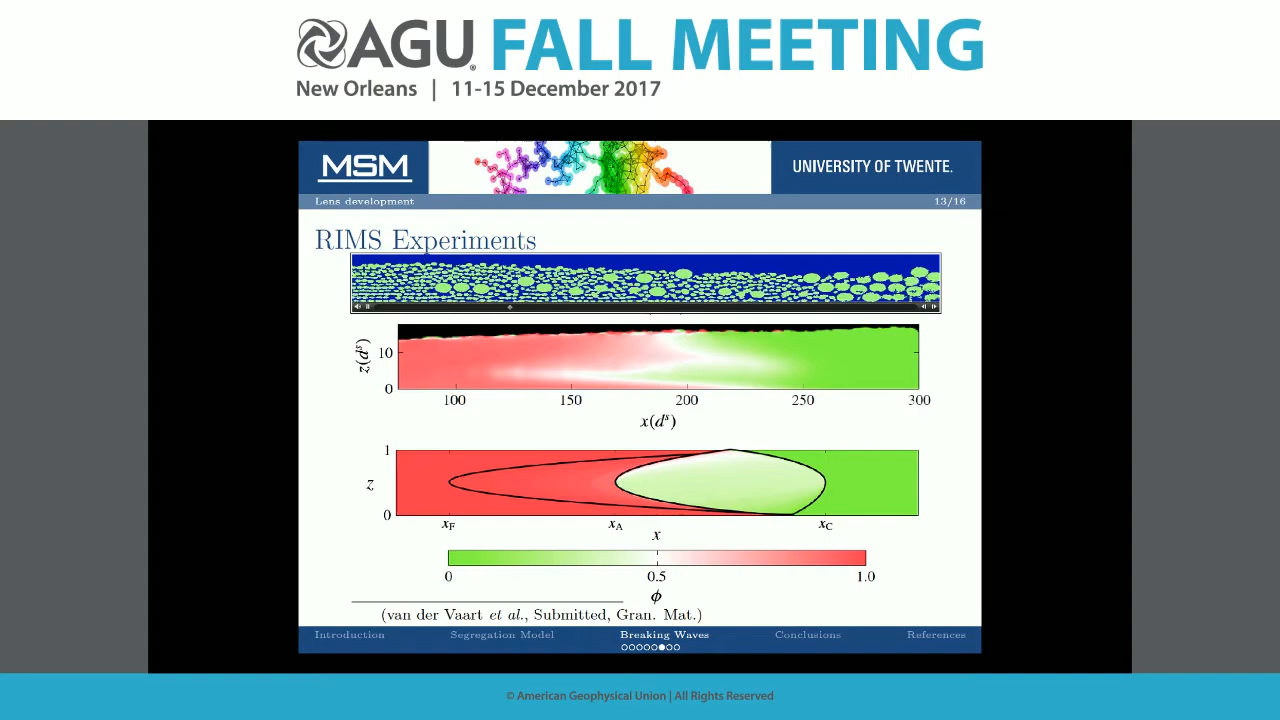 AGU FALL MEETING
New Orleans | 11-15 December 2017
MSM
UNIVERSITY OF TWENTE.
Lens development 13/16
RIMS Experiments
z(dˢ)
10
0
100 150 200 250 300
x(dˢ)
1
z
0
x_F x_A x_C
x
0 0.5 1.0
ϕ
(van der Vaart et al., Submitted, Gran. Mat.)
Introduction Segregation Model Breaking Waves Conclusions References
© American Geophysical Union | All Rights Reserved